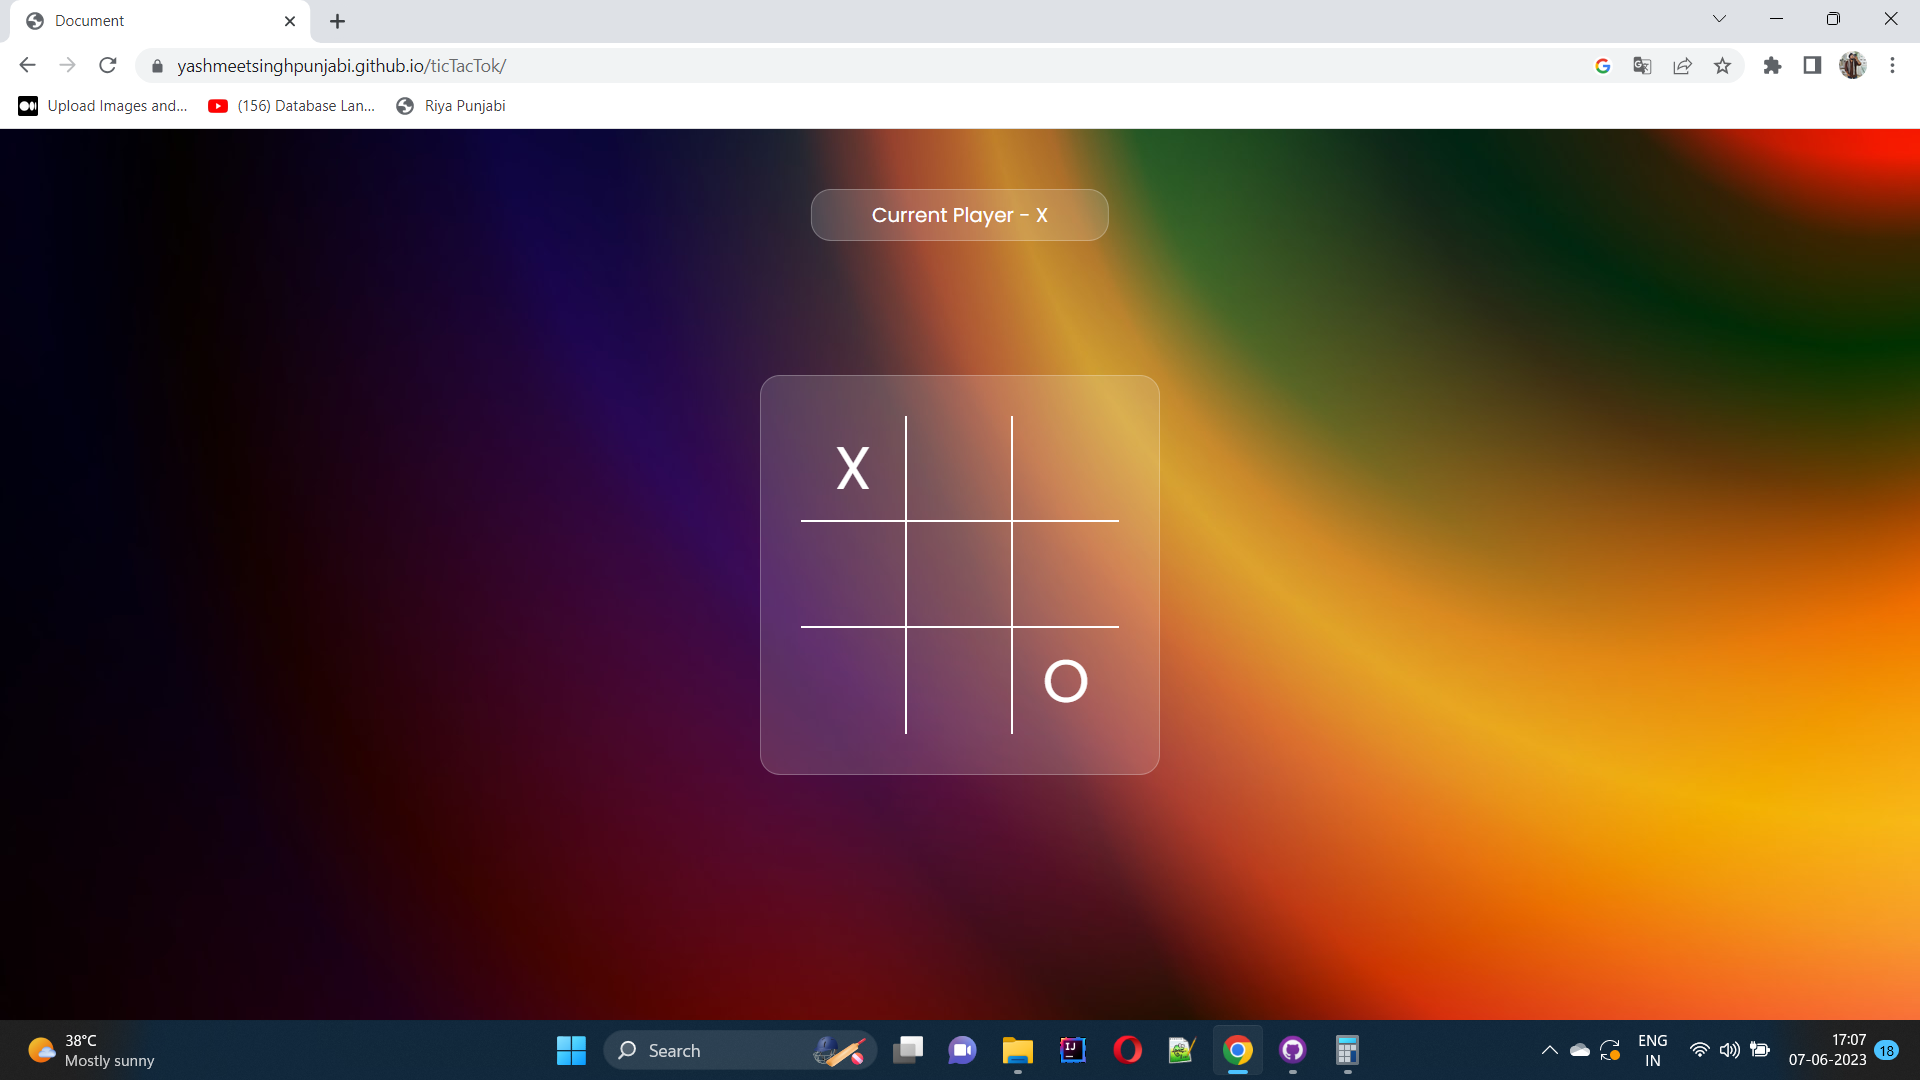 Document
yashmeetsinghpunjabi.github.io/ticTacTok/
Upload Images and...
(156) Database Lan...
Riya Punjabi
Current Player - X
X
O
38°C
Mostly sunny
Search
IJ
ENG
IN
17:07
07-06-2023
18